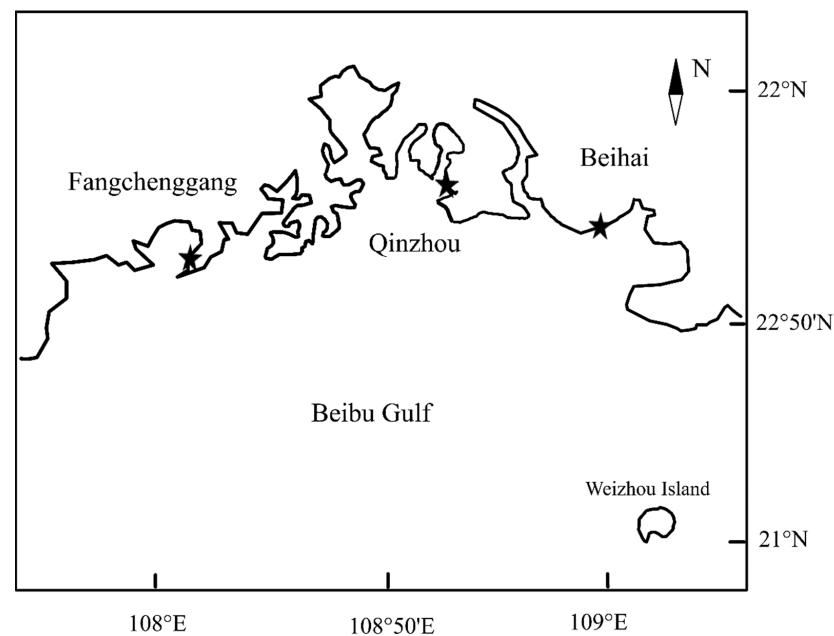 N
22°N
Beihai
Fangchenggang
Qinzhou
22°50'N
Beibu Gulf
Weizhou Island
21°N
108°E
108°50'E
109°E